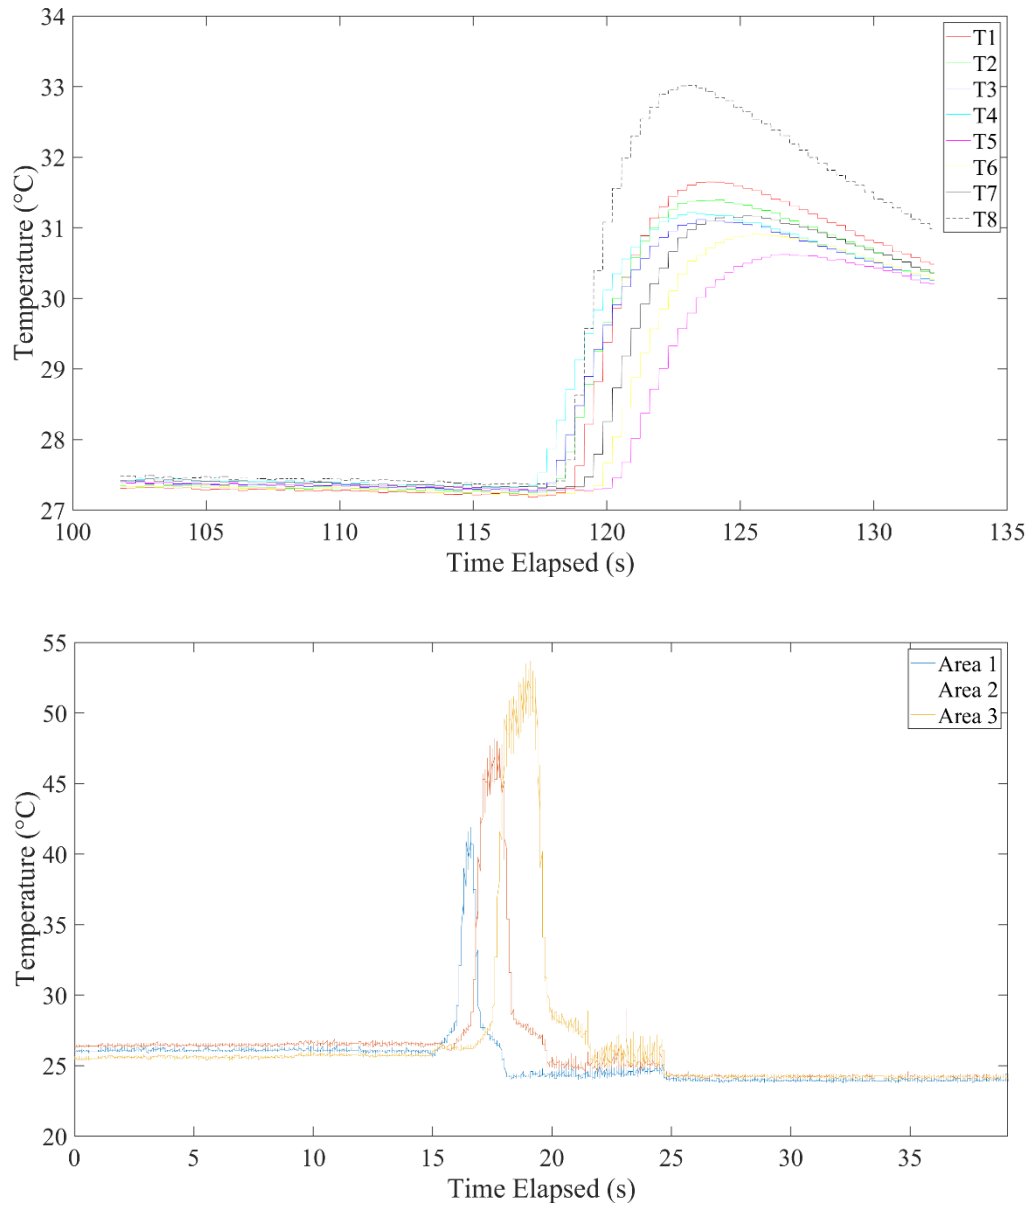 34
33
32
31
30
29
28
27
Temperature (°C)
100 105 110 115 120 125 130 135
Time Elapsed (s)
T1
T2
T3
T4
T5
T6
T7
T8
55
50
45
40
35
30
25
20
Temperature (°C)
0 5 10 15 20 25 30 35
Time Elapsed (s)
Area 1
Area 2
Area 3